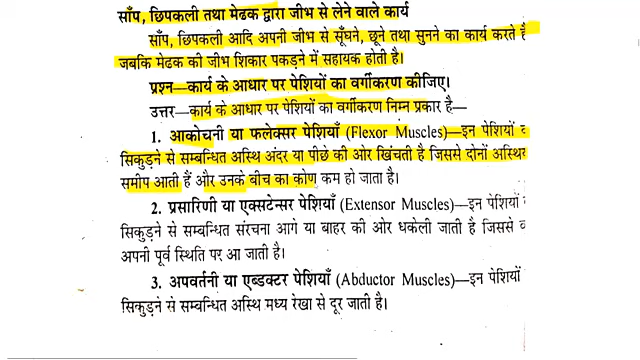 साँप, छिपकली तथा मेढक द्वारा जीभ से लेने वाले कार्य
साँप, छिपकली आदि अपनी जीभ से सूँघने, छूने तथा सुनने का कार्य करते है
जबकि मेढक की जीभ शिकार पकड़ने में सहायक होती है।
प्रश्न—कार्य के आधार पर पेशियों का वर्गीकरण कीजिए।
उत्तर—कार्य के आधार पर पेशियों का वर्गीकरण निम्न प्रकार है—
1. आकोचनी या फलेक्सर पेशियाँ (Flexor Muscles)—इन पेशियों
सिकुड़ने से सम्बन्धित अस्थि अंदर या पीछे की ओर खिंचती है जिससे दोनों अस्थि
समीप आती हैं और उनके बीच का कोण कम हो जाता है।
2. प्रसारिणी या एक्सटेन्सर पेशियाँ (Extensor Muscles)—इन पेशियों
सिकुड़ने से सम्बन्धित संरचना आगे या बाहर की ओर धकेली जाती है जिससे
अपनी पूर्व स्थिति पर आ जाती है।
3. अपवर्तनी या एब्डक्टर पेशियाँ (Abductor Muscles)—इन पेशियों
सिकुड़ने से सम्बन्धित अस्थि मध्य रेखा से दूर जाती है।